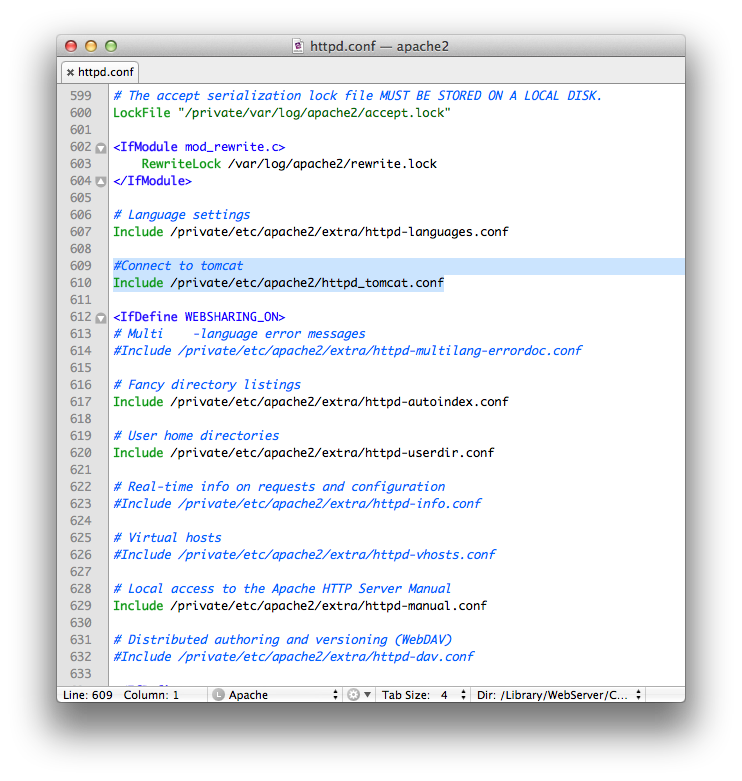 httpd.conf — apache2
httpd.conf
599 # The accept serialization lock file MUST BE STORED ON A LOCAL DISK.
600 LockFile "/private/var/log/apache2/accept.lock"
601
602 <IfModule mod_rewrite.c>
603     RewriteLock /var/log/apache2/rewrite.lock
604 </IfModule>
605
606 # Language settings
607 Include /private/etc/apache2/extra/httpd-languages.conf
608
609 #Connect to tomcat
610 Include /private/etc/apache2/httpd_tomcat.conf
611
612 <IfDefine WEBSHARING_ON>
613 # Multi    -language error messages
614 #Include /private/etc/apache2/extra/httpd-multilang-errordoc.conf
615
616 # Fancy directory listings
617 Include /private/etc/apache2/extra/httpd-autoindex.conf
618
619 # User home directories
620 Include /private/etc/apache2/extra/httpd-userdir.conf
621
622 # Real-time info on requests and configuration
623 #Include /private/etc/apache2/extra/httpd-info.conf
624
625 # Virtual hosts
626 #Include /private/etc/apache2/extra/httpd-vhosts.conf
627
628 # Local access to the Apache HTTP Server Manual
629 Include /private/etc/apache2/extra/httpd-manual.conf
630
631 # Distributed authoring and versioning (WebDAV)
632 #Include /private/etc/apache2/extra/httpd-dav.conf
633
Line: 609 Column: 1 L Apache Tab Size: 4 Dir: /Library/WebServer/C...